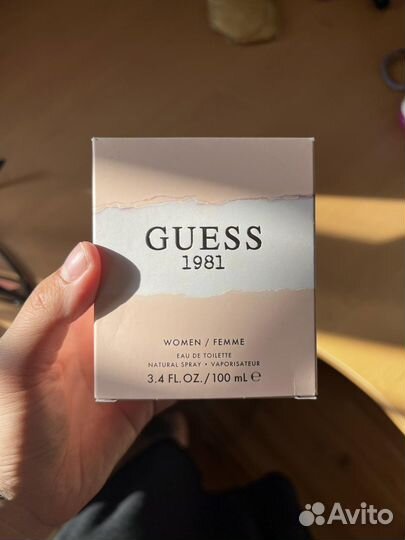 GUESS
1981
WOMEN / FEMME
EAU DE TOILETTE
NATURAL SPRAY • VAPORISATEUR
3.4 FL.OZ./100 mL ℮
Avito